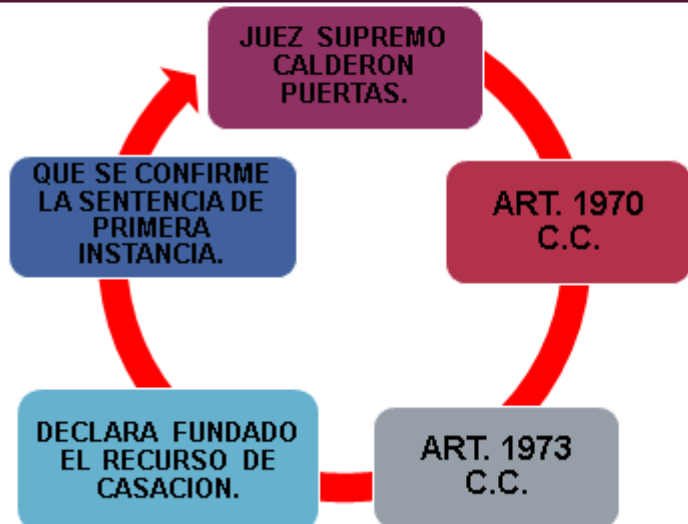 JUEZ SUPREMO
CALDERON
PUERTAS.
ART. 1970
C.C.
ART. 1973
C.C.
DECLARA FUNDADO
EL RECURSO DE
CASACION.
QUE SE CONFIRME
LA SENTENCIA DE
PRIMERA
INSTANCIA.